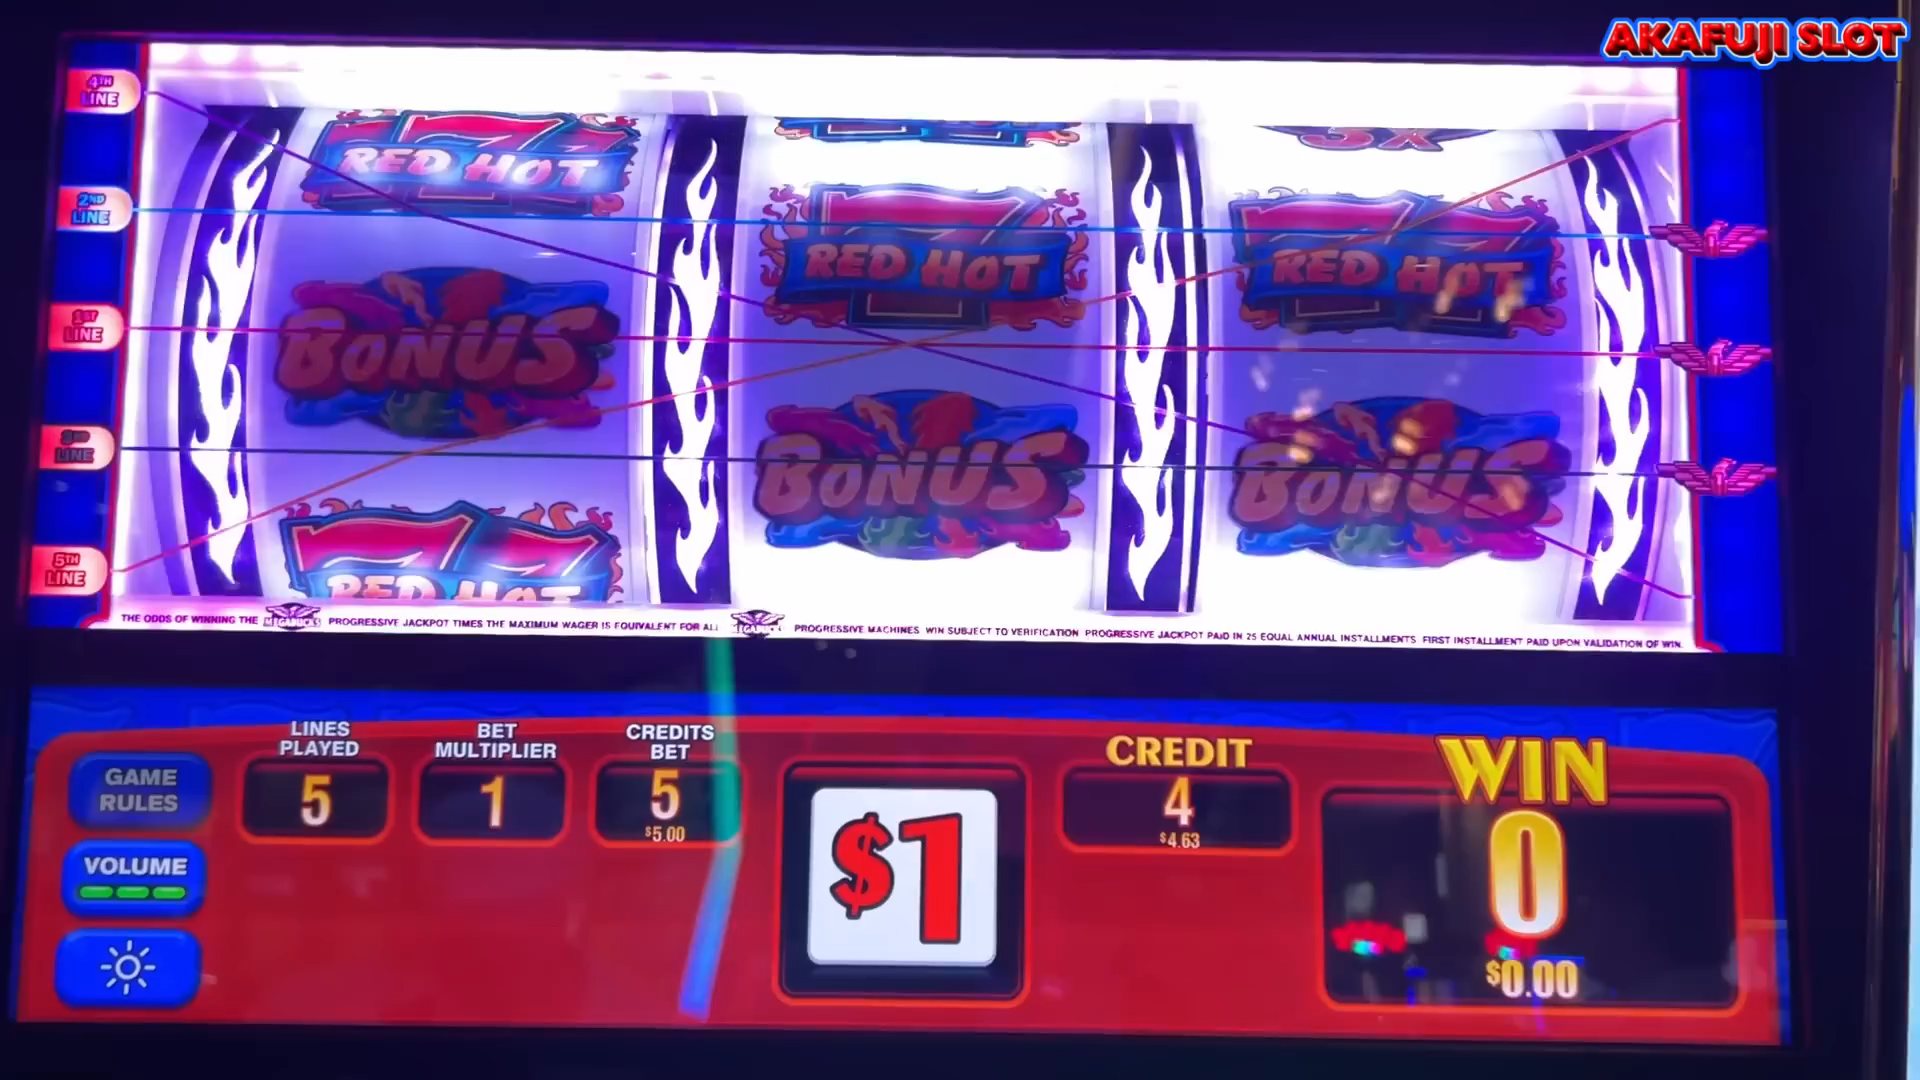 AKAFUJI SLOT
4TH
LINE
2ND
LINE
1ST
LINE
3RD
LINE
5TH
LINE
RED HOT
3X
RED HOT
RED HOT
BONUS
BONUS
BONUS
RED HOT
THE ODDS OF WINNING THE MEGABUCKS PROGRESSIVE JACKPOT TIMES THE MAXIMUM WAGER IS EQUIVALENT FOR ALL MEGABUCKS PROGRESSIVE MACHINES. WIN SUBJECT TO VERIFICATION. PROGRESSIVE JACKPOT PAID IN 25 EQUAL ANNUAL INSTALLMENTS. FIRST INSTALLMENT PAID UPON VALIDATION OF WIN.
GAME
RULES
VOLUME
LINES
PLAYED
5
BET
MULTIPLIER
1
CREDITS
BET
5
$5.00
$1
CREDIT
4
$4.63
WIN
0
$0.00